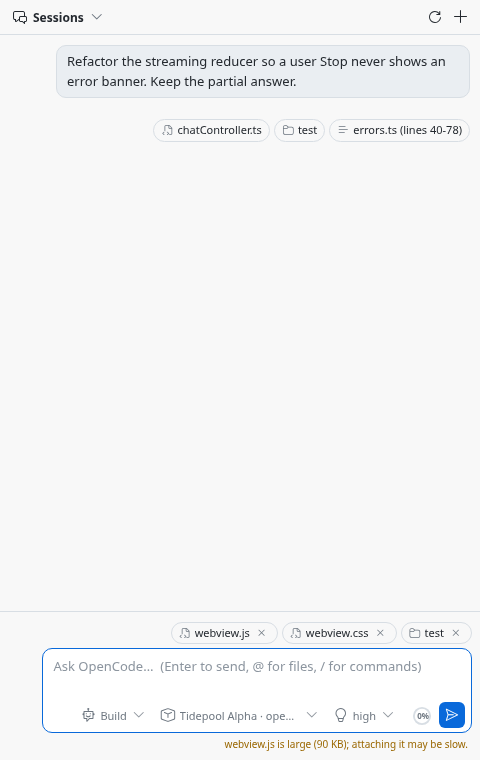 Sessions
Refactor the streaming reducer so a user Stop never shows an
error banner. Keep the partial answer.
chatController.ts test errors.ts (lines 40-78)
webview.js webview.css test
Ask OpenCode... (Enter to send, @ for files, / for commands)
Build Tidepool Alpha · ope... high 0%
webview.js is large (90 KB); attaching it may be slow.